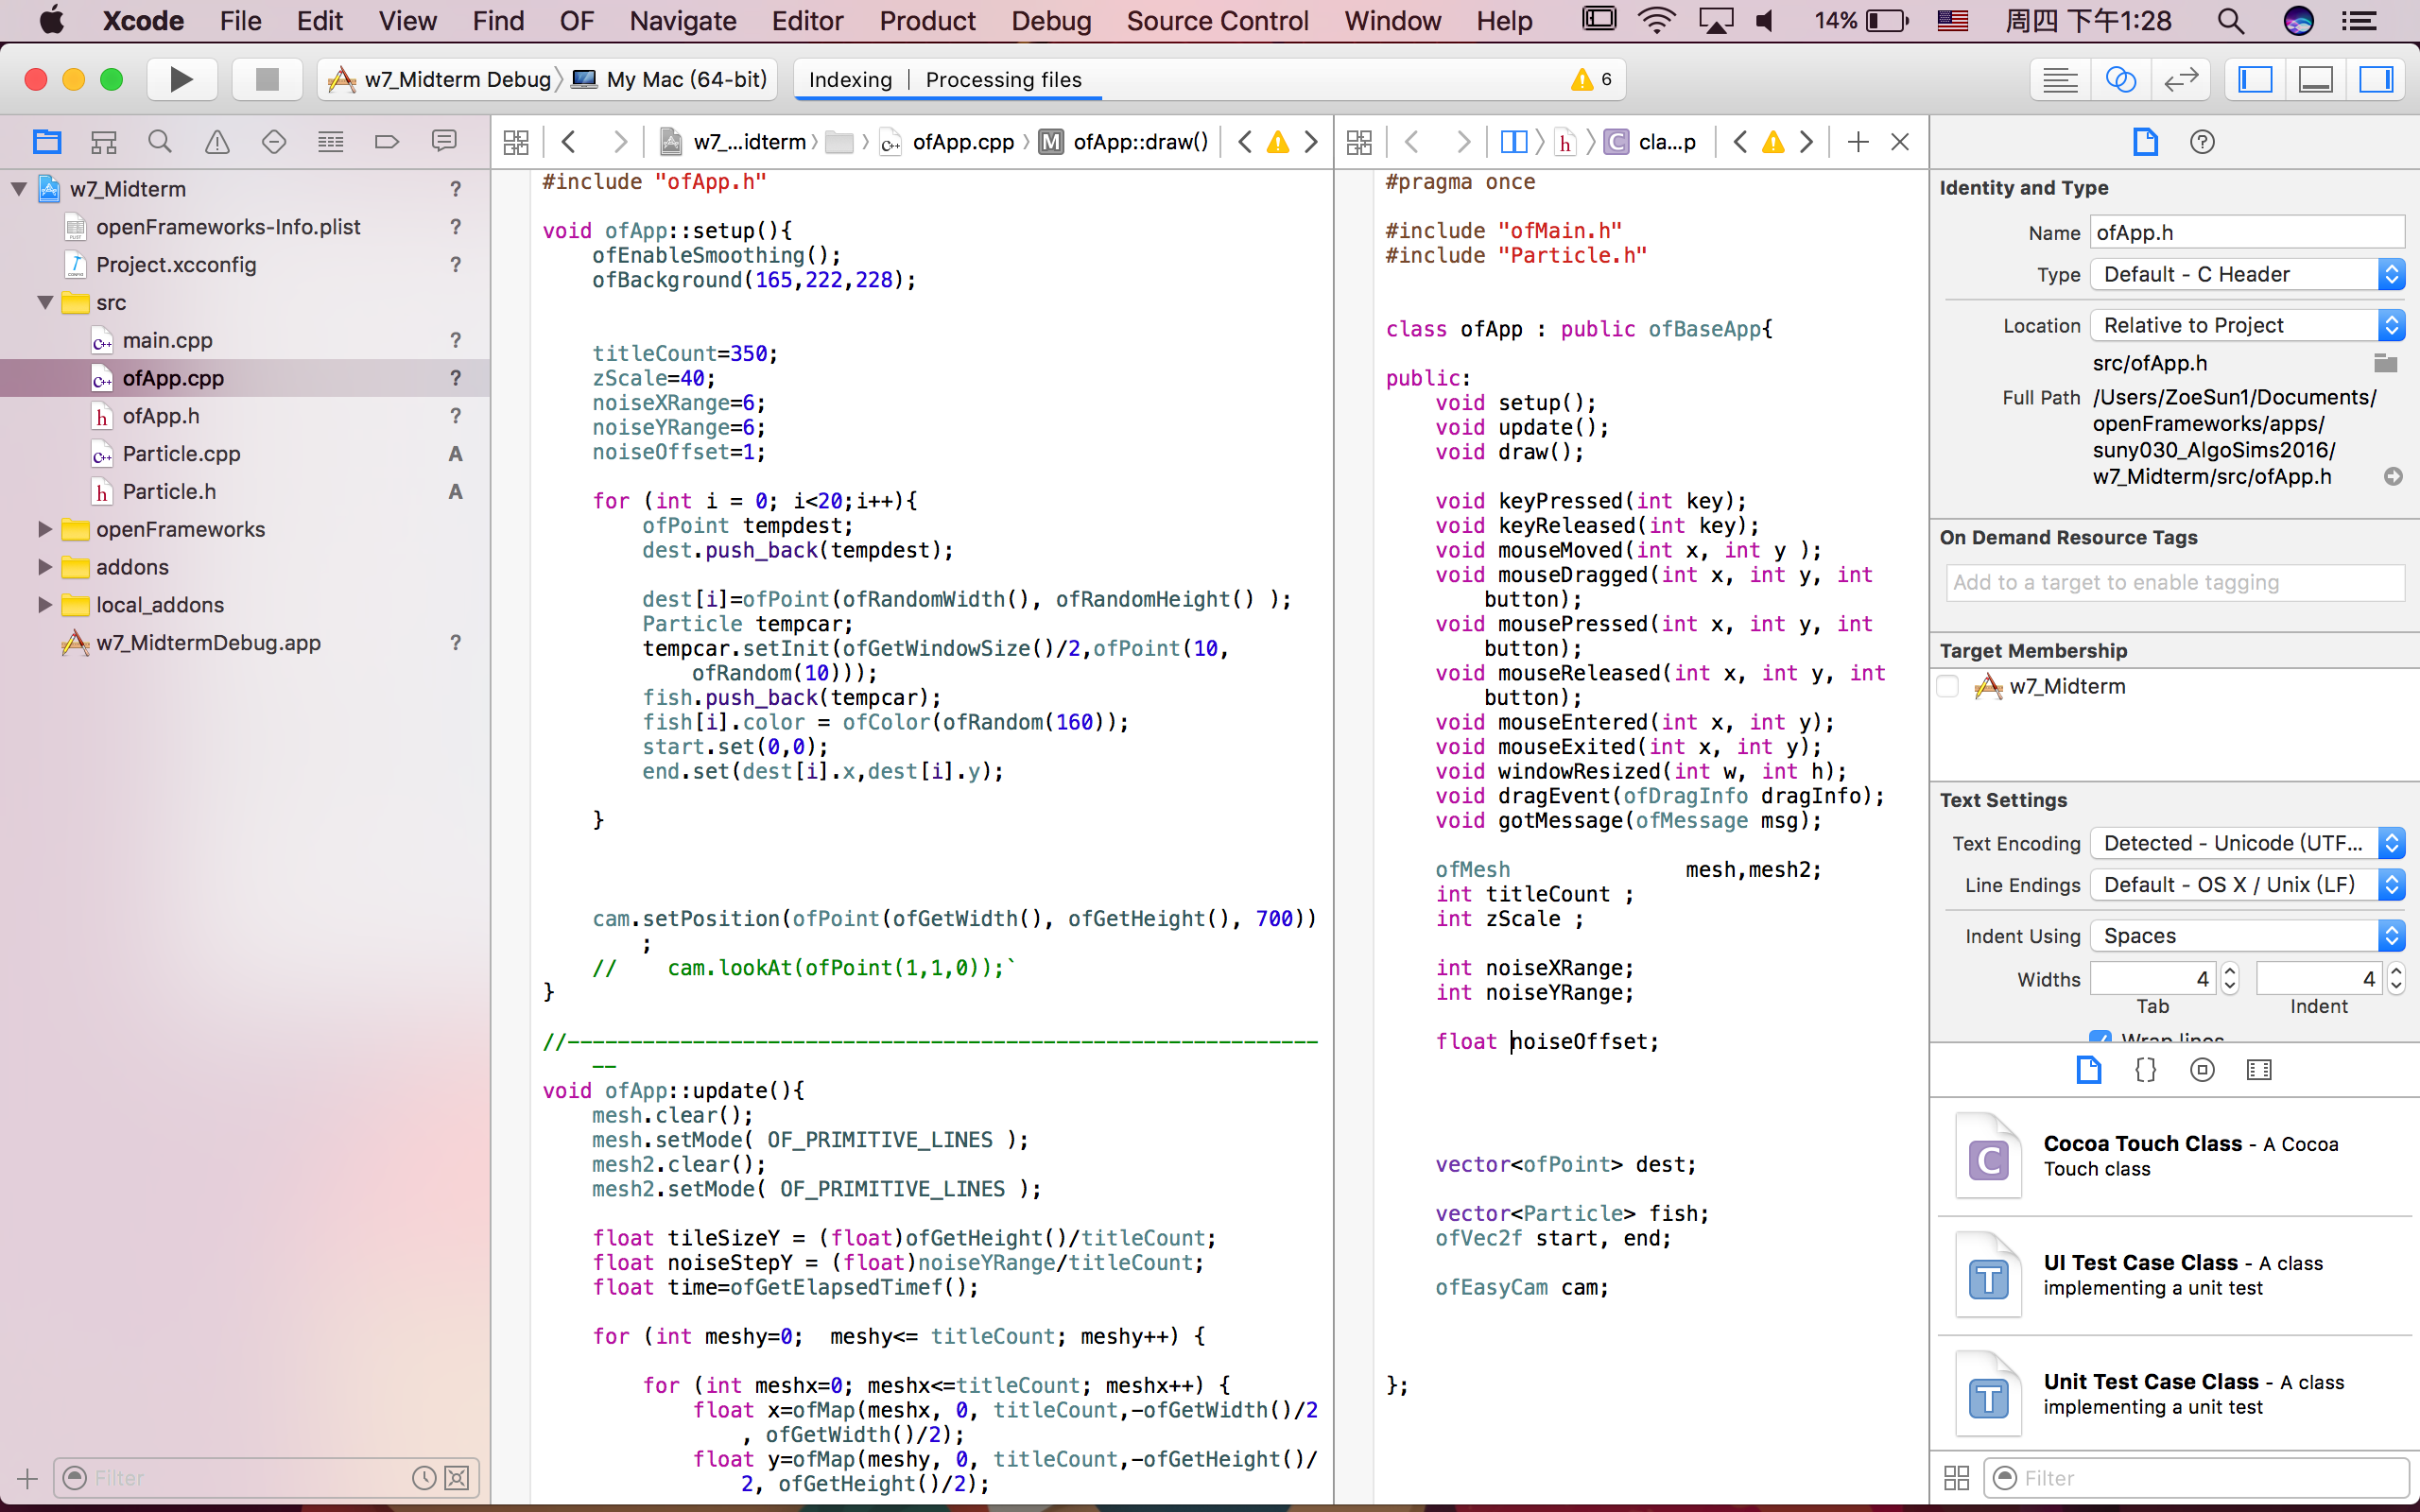 Xcode File Edit View Find OF Navigate Editor Product Debug Source Control Window Help 14% 周四 下午1:28
w7_Midterm Debug My Mac (64-bit) Indexing | Processing files 6
w7_...idterm ofApp.cpp M ofApp::draw()
h C cla...p
w7_Midterm ?
openFrameworks-Info.plist ?
Project.xcconfig ?
src
main.cpp ?
ofApp.cpp ?
ofApp.h ?
Particle.cpp A
Particle.h A
openFrameworks
addons
local_addons
w7_MidtermDebug.app ?
Filter
#include "ofApp.h"
void ofApp::setup(){
ofEnableSmoothing();
ofBackground(165,222,228);
titleCount=350;
zScale=40;
noiseXRange=6;
noiseYRange=6;
noiseOffset=1;
for (int i = 0; i<20;i++){
ofPoint tempdest;
dest.push_back(tempdest);
dest[i]=ofPoint(ofRandomWidth(), ofRandomHeight() );
Particle tempcar;
tempcar.setInit(ofGetWindowSize()/2,ofPoint(10,
ofRandom(10)));
fish.push_back(tempcar);
fish[i].color = ofColor(ofRandom(160));
start.set(0,0);
end.set(dest[i].x,dest[i].y);
}
cam.setPosition(ofPoint(ofGetWidth(), ofGetHeight(), 700))
;
// cam.lookAt(ofPoint(1,1,0));`
}
//------------------------------------------------------------
--
void ofApp::update(){
mesh.clear();
mesh.setMode( OF_PRIMITIVE_LINES );
mesh2.clear();
mesh2.setMode( OF_PRIMITIVE_LINES );
float tileSizeY = (float)ofGetHeight()/titleCount;
float noiseStepY = (float)noiseYRange/titleCount;
float time=ofGetElapsedTimef();
for (int meshy=0;  meshy<= titleCount; meshy++) {
for (int meshx=0; meshx<=titleCount; meshx++) {
float x=ofMap(meshx, 0, titleCount,-ofGetWidth()/2
, ofGetWidth()/2);
float y=ofMap(meshy, 0, titleCount,-ofGetHeight()/
2, ofGetHeight()/2);
#pragma once
#include "ofMain.h"
#include "Particle.h"
class ofApp : public ofBaseApp{
public:
void setup();
void update();
void draw();
void keyPressed(int key);
void keyReleased(int key);
void mouseMoved(int x, int y );
void mouseDragged(int x, int y, int
button);
void mousePressed(int x, int y, int
button);
void mouseReleased(int x, int y, int
button);
void mouseEntered(int x, int y);
void mouseExited(int x, int y);
void windowResized(int w, int h);
void dragEvent(ofDragInfo dragInfo);
void gotMessage(ofMessage msg);
ofMesh mesh,mesh2;
int titleCount ;
int zScale ;
int noiseXRange;
int noiseYRange;
float noiseOffset;
vector<ofPoint> dest;
vector<Particle> fish;
ofVec2f start, end;
ofEasyCam cam;
};
Identity and Type
Name ofApp.h
Type Default - C Header
Location Relative to Project
src/ofApp.h
Full Path /Users/ZoeSun1/Documents/
openFrameworks/apps/
suny030_AlgoSims2016/
w7_Midterm/src/ofApp.h
On Demand Resource Tags
Add to a target to enable tagging
Target Membership
w7_Midterm
Text Settings
Text Encoding Detected - Unicode (UTF...
Line Endings Default - OS X / Unix (LF)
Indent Using Spaces
Widths 4 4
Tab Indent
Wrap lines
{}
C Cocoa Touch Class - A Cocoa
Touch class
T UI Test Case Class - A class
implementing a unit test
T Unit Test Case Class - A class
implementing a unit test
Filter